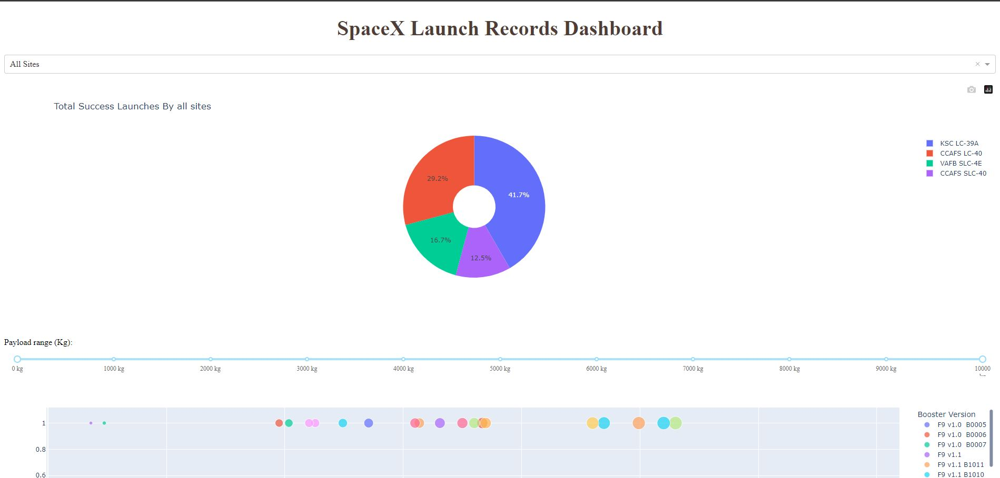 SpaceX Launch Records Dashboard
All Sites
Total Success Launches By all sites
KSC LC-39A
CCAFS LC-40
VAFB SLC-4E
CCAFS SLC-40
29.2%
41.7%
16.7%
12.5%
Payload range (Kg):
0 kg 1000 kg 2000 kg 3000 kg 4000 kg 5000 kg 6000 kg 7000 kg 8000 kg 9000 kg 10000
1
0.8
0.6
Booster Version
F9 v1.0 B0005
F9 v1.0 B0006
F9 v1.0 B0007
F9 v1.1
F9 v1.1 B1011
F9 v1.1 B1010